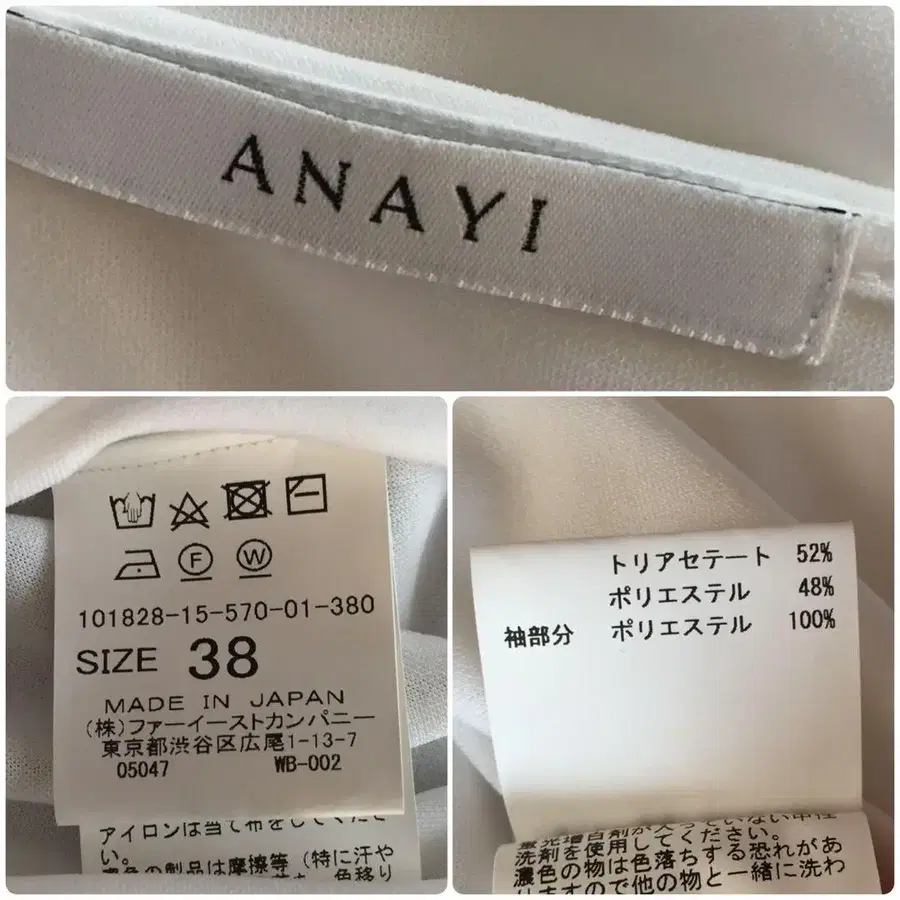 ANAYI
F W
101828-15-570-01-380
SIZE 38
MADE IN JAPAN
(株)ファーイーストカンパニー
東京都渋谷区広尾1-13-7
05047 WB-002
アイロンは当て布をしてくださ
い。
の製品は摩擦等(特に汗や
色移り
トリアセテート 52%
ポリエステル 48%
袖部分 ポリエステル 100%
洗剤を使用してください。
濃色の物は色落ちする恐れがあ
りますので他の物と一緒に洗わ